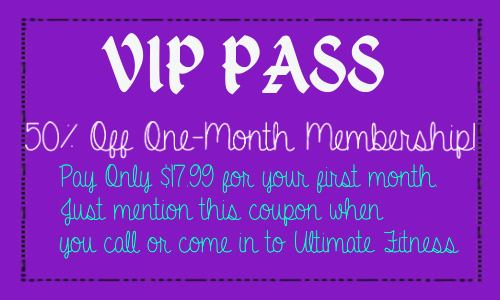 VIP PASS
50% Off One-Month Membership!
Pay Only $17.99 for your first month.
Just mention this coupon when
you call or come in to Ultimate Fitness